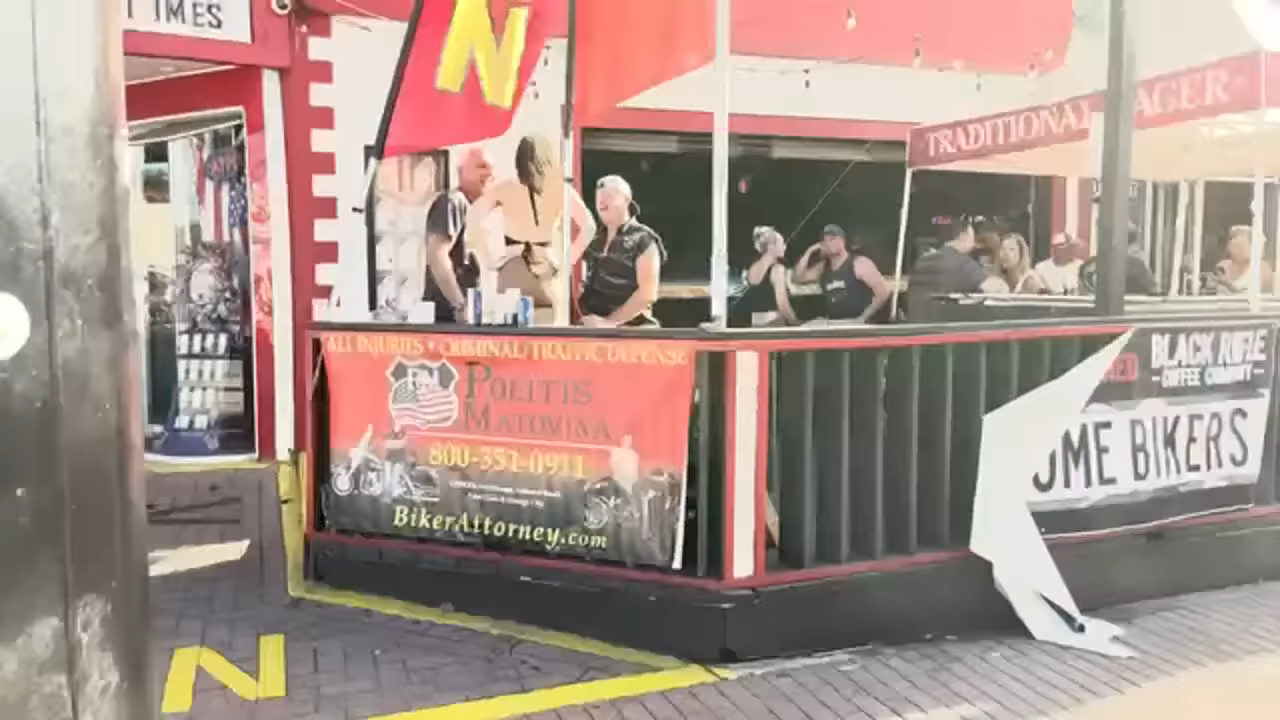 TIMES
N
TRADITIONAL LAGER
ALL INJURIES • CRIMINAL/TRAFFIC DEFENSE
PM
POLITIS
MATOVINA
800-351-0911
BikerAttorney.com
BLACK RIFLE
COFFEE COMPANY
OME BIKERS
N